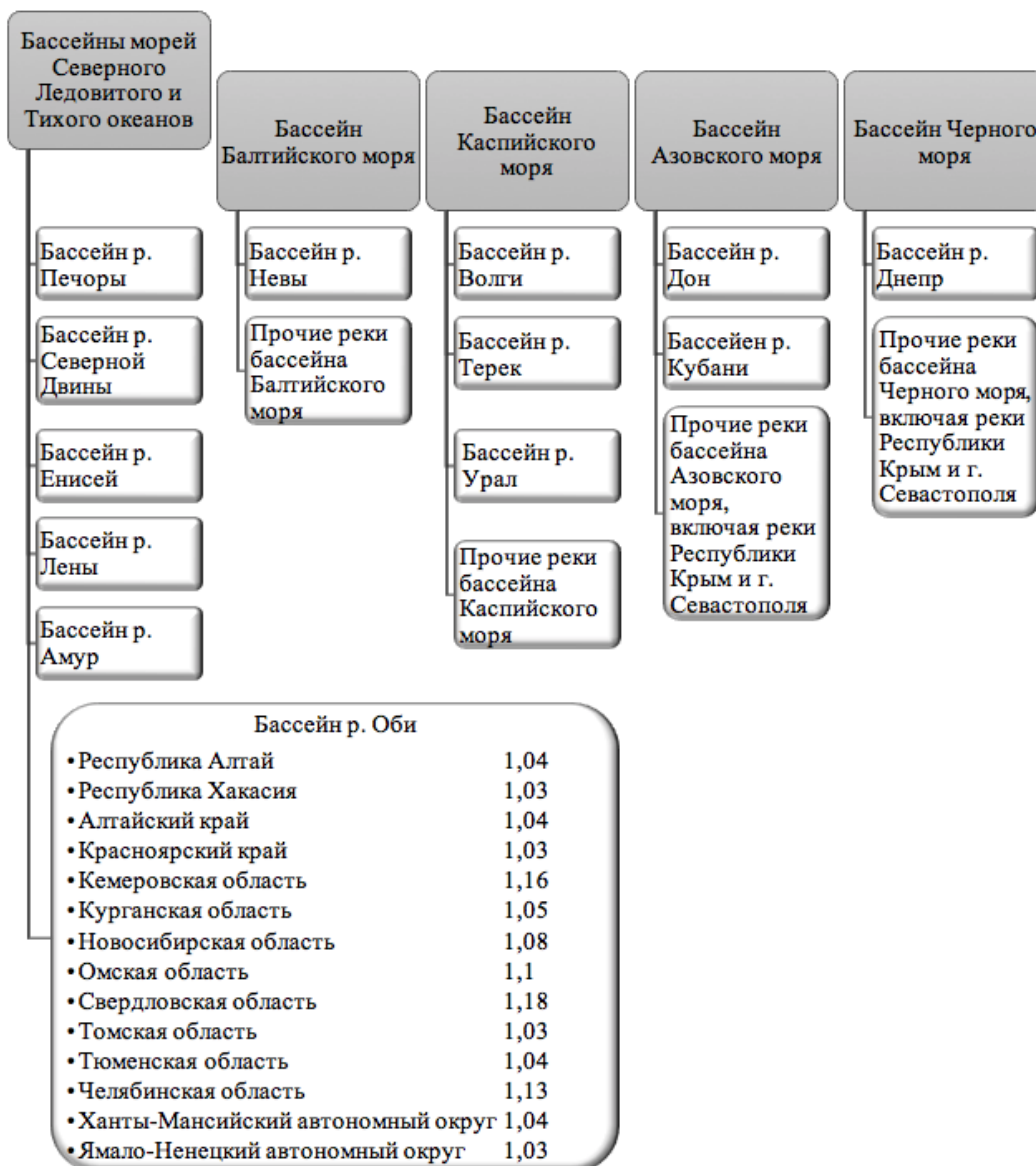 Бассейны морей
Северного
Ледовитого и
Тихого океанов
Бассейн р.
Печоры
Бассейн р.
Северной
Двины
Бассейн р.
Енисей
Бассейн р.
Лены
Бассейн р.
Амур
Бассейн р. Оби
•Республика Алтай 1,04
•Республика Хакасия 1,03
•Алтайский край 1,04
•Красноярский край 1,03
•Кемеровская область 1,16
•Курганская область 1,05
•Новосибирская область 1,08
•Омская область 1,1
•Свердловская область 1,18
•Томская область 1,03
•Тюменская область 1,04
•Челябинская область 1,13
•Ханты-Мансийский автономный округ 1,04
•Ямало-Ненецкий автономный округ 1,03
Бассейн
Балтийского моря
Бассейн р.
Невы
Прочие реки
бассейна
Балтийского
моря
Бассейн
Каспийского
моря
Бассейн р.
Волги
Бассейн р.
Терек
Бассейн р.
Урал
Прочие реки
бассейна
Каспийского
моря
Бассейн
Азовского моря
Бассейн р.
Дон
Бассейен р.
Кубани
Прочие реки
бассейна
Азовского
моря,
включая реки
Республики
Крым и г.
Севастополя
Бассейн Черного
моря
Бассейн р.
Днепр
Прочие реки
бассейна
Черного моря,
включая реки
Республики
Крым и г.
Севастополя